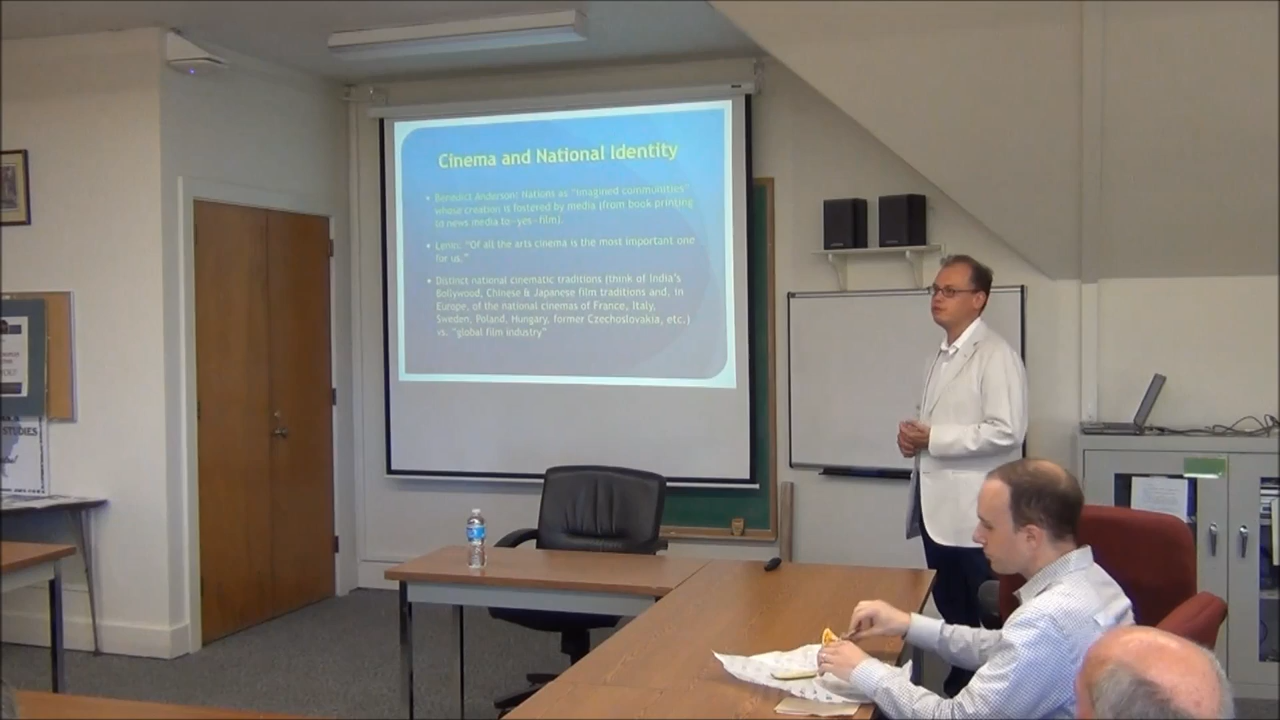 Cinema and National Identity
Benedict Anderson: Nations as "imagined communities"
whose creation is fostered by media (from book printing
to news media to—yes—film).
Lenin: "Of all the arts cinema is the most important one
for us."
Distinct national cinematic traditions (think of India's
Bollywood, Chinese & Japanese film traditions and, in
Europe, of the national cinemas of France, Italy,
Sweden, Poland, Hungary, former Czechoslovakia, etc.)
vs. "global film industry"
STUDIES